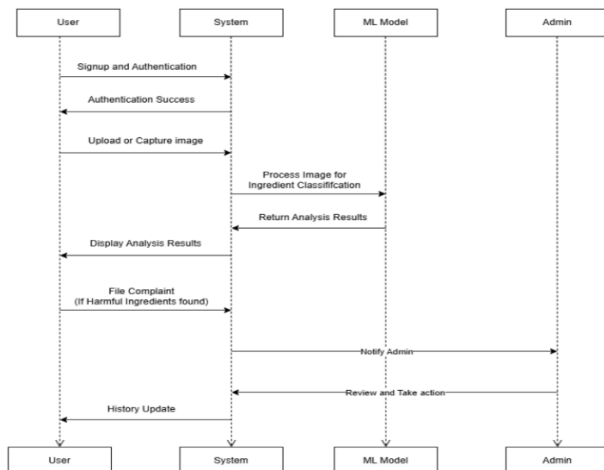 User System ML Model Admin
Signup and Authentication
Authentication Success
Upload or Capture image
Process Image for
Ingredient Classififcation
Return Analysis Results
Display Analysis Results
File Complaint
(If Harmful Ingredients found)
Notify Admin
Review and Take action
History Update
User System ML Model Admin